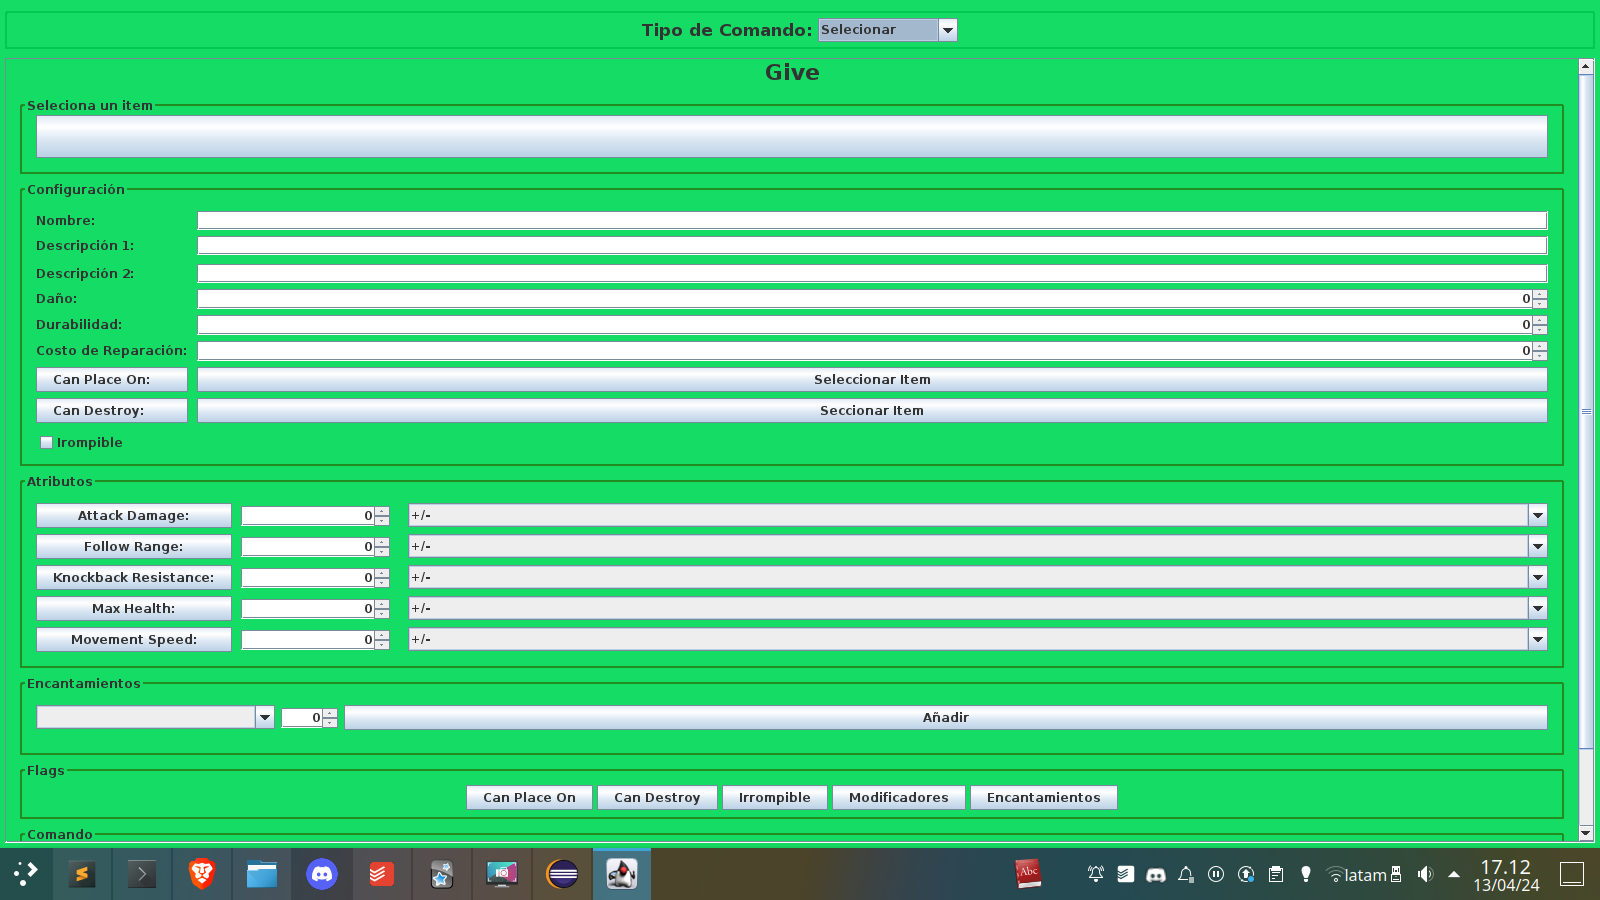 Tipo de Comando: Selecionar
Give
Seleciona un item
Configuración
Nombre:
Descripción 1:
Descripción 2:
Daño: 0
Durabilidad: 0
Costo de Reparación: 0
Can Place On: Seleccionar Item
Can Destroy: Seccionar Item
Irompible
Atributos
Attack Damage: 0 +/-
Follow Range: 0 +/-
Knockback Resistance: 0 +/-
Max Health: 0 +/-
Movement Speed: 0 +/-
Encantamientos
0 Añadir
Flags
Can Place On Can Destroy Irrompible Modificadores Encantamientos
Comando
Abc latam 17.12
13/04/24